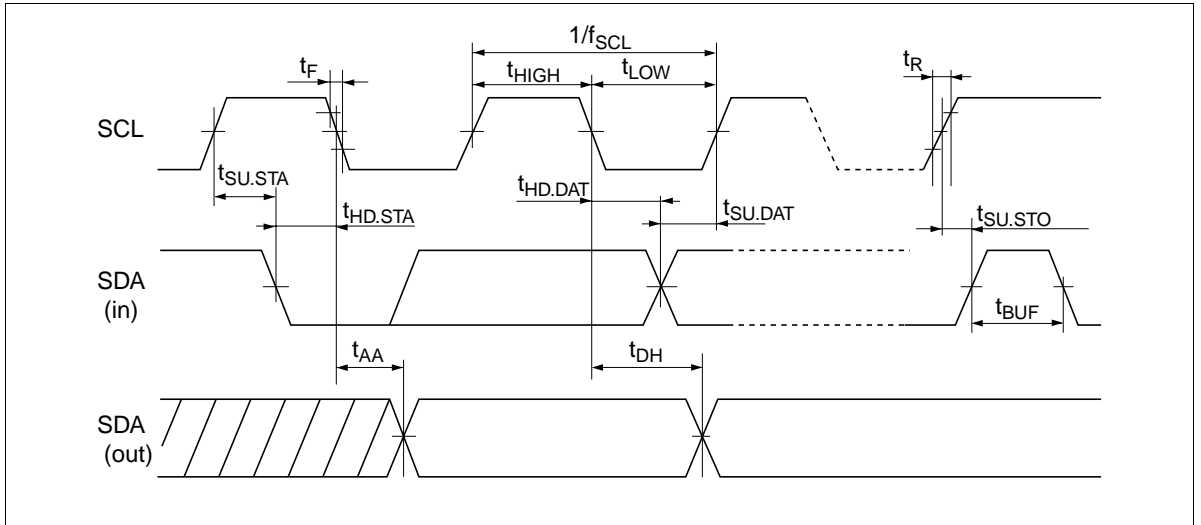 1/fSCL
tF
tHIGH
tLOW
tR
SCL
tSU.STA
tHD.DAT
tHD.STA
tSU.DAT
tSU.STO
SDA
(in)
tBUF
tAA
tDH
SDA
(out)